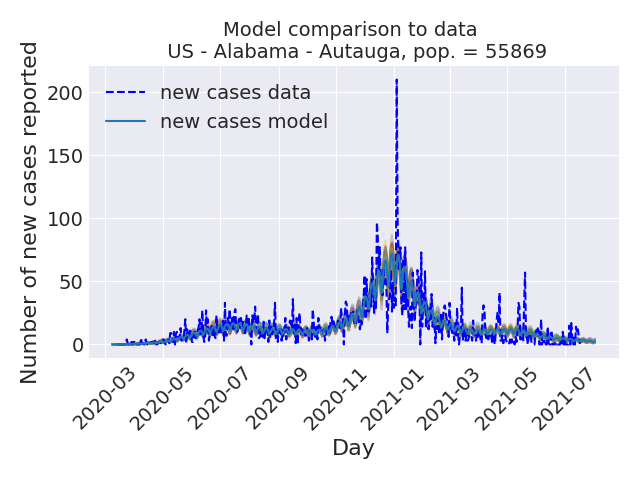 Model comparison to data
US - Alabama - Autauga, pop. = 55869
Number of new cases reported
200
150
100
50
0
new cases data
new cases model
2020-03
2020-05
2020-07
2020-09
2020-11
2021-01
2021-03
2021-05
2021-07
Day